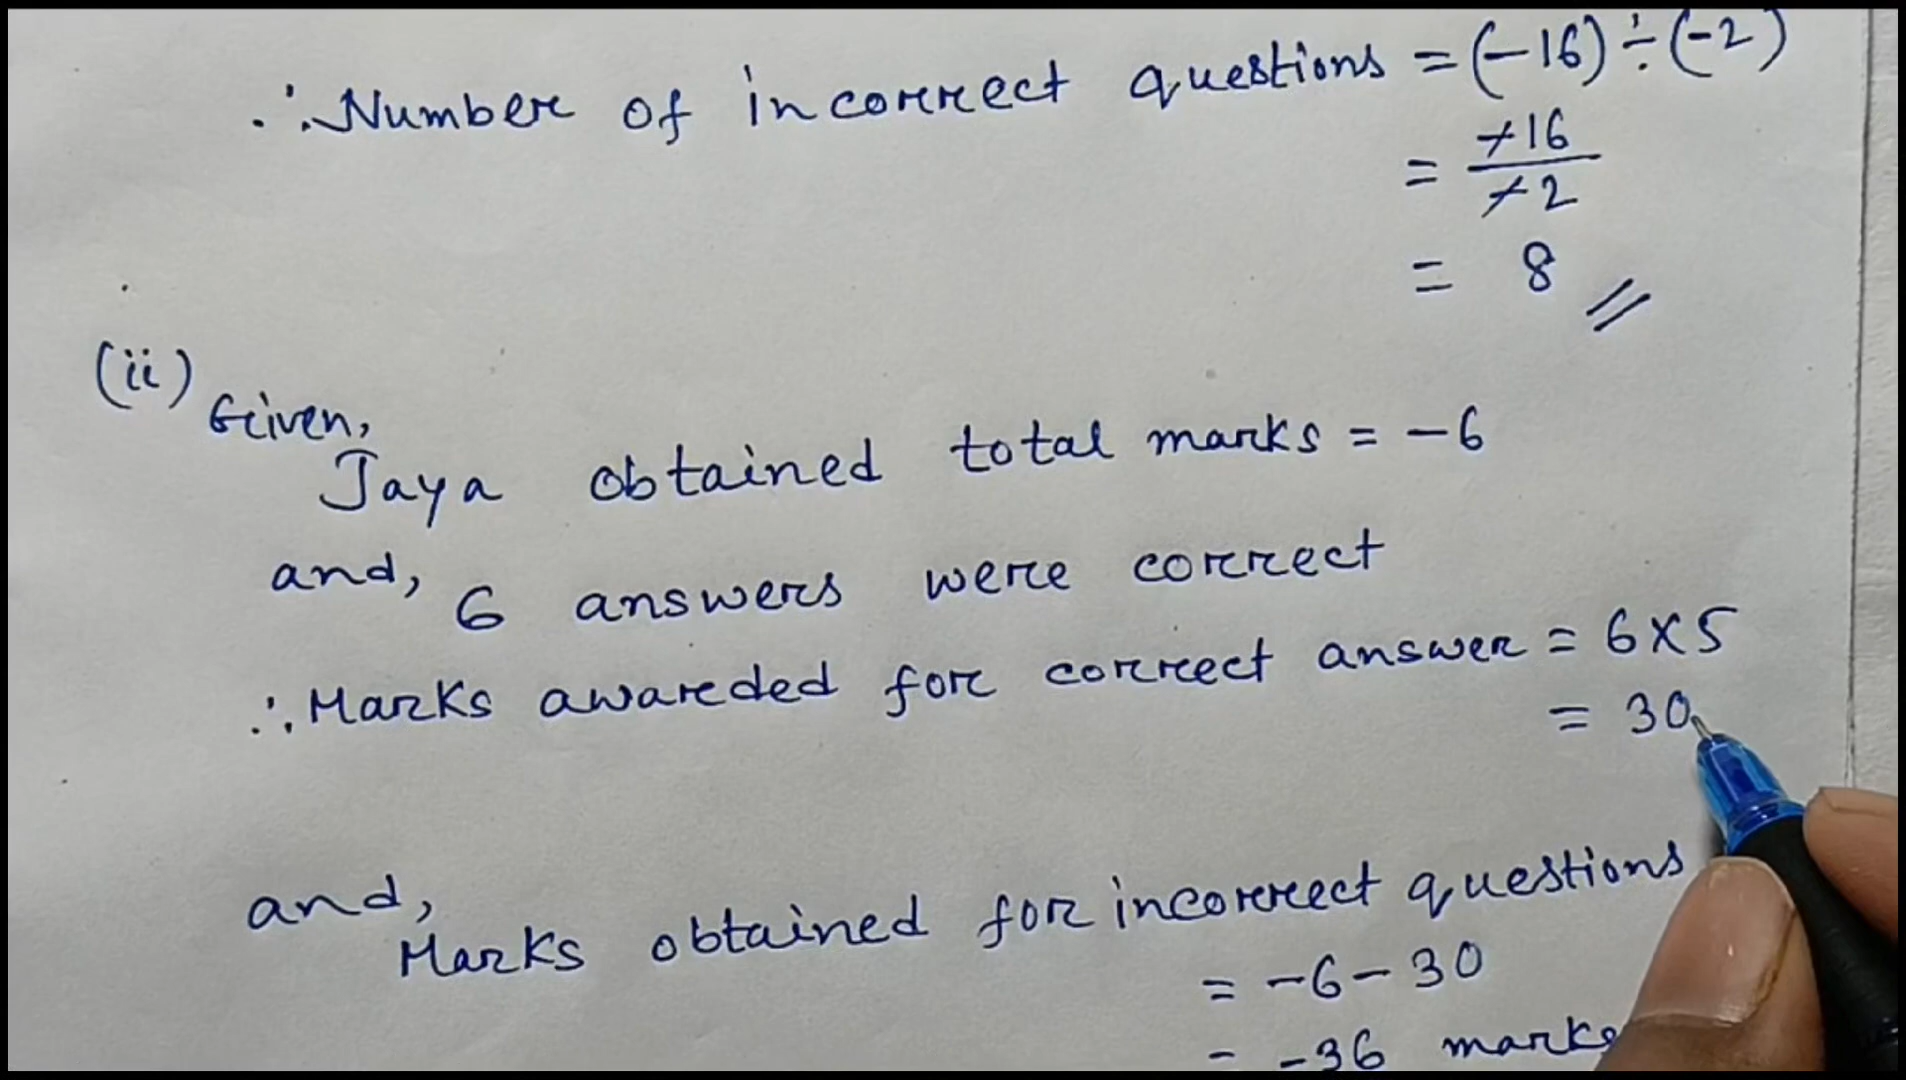 ∴ Number of incorrect questions = (-16) ÷ (-2)
= -16/-2
= 8 //
(ii) Given,
Jaya obtained total marks = -6
and, 6 answers were correct
∴ Marks awarded for correct answer = 6×5
= 30
and,
Marks obtained for incorrect questions
= -6-30
= -36 marks